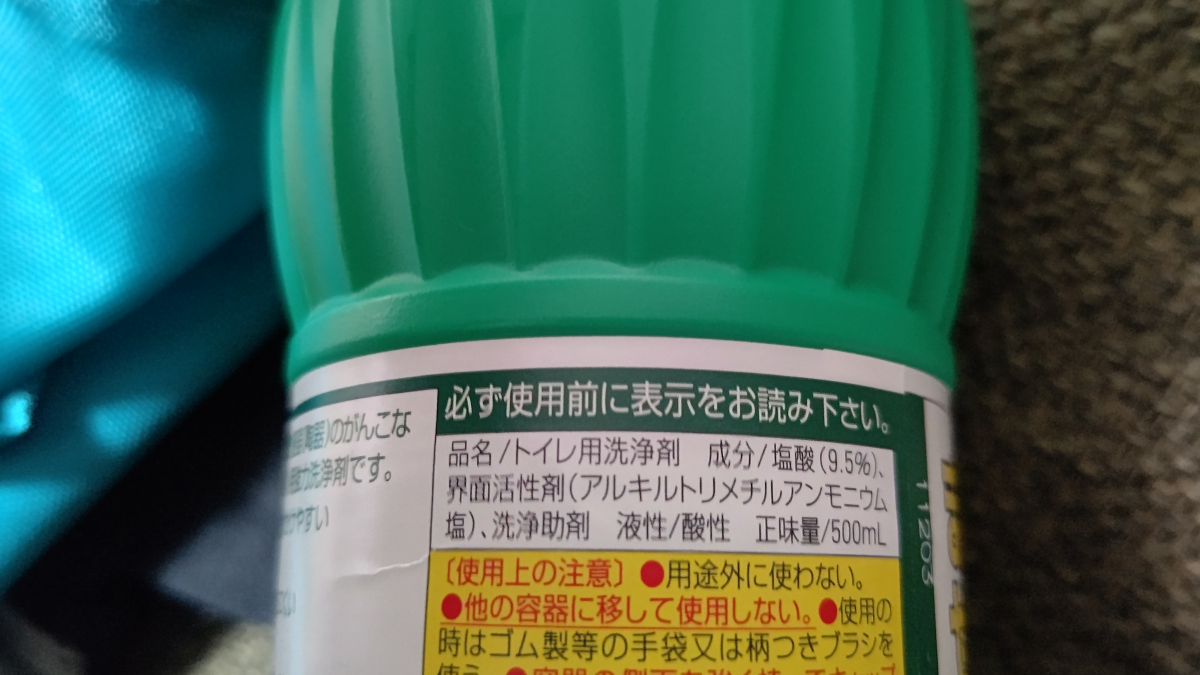 必ず使用前に表示をお読み下さい。
品名/トイレ用洗浄剤 成分/塩酸(9.5%)、
界面活性剤(アルキルトリメチルアンモニウム
塩)、洗浄助剤 液性/酸性 正味量/500mL
〔使用上の注意〕●用途外に使わない。
●他の容器に移して使用しない。●使用の
時はゴム製等の手袋又は柄つきブラシを
使う。
のがんこな
洗浄剤です。
やすい
11203